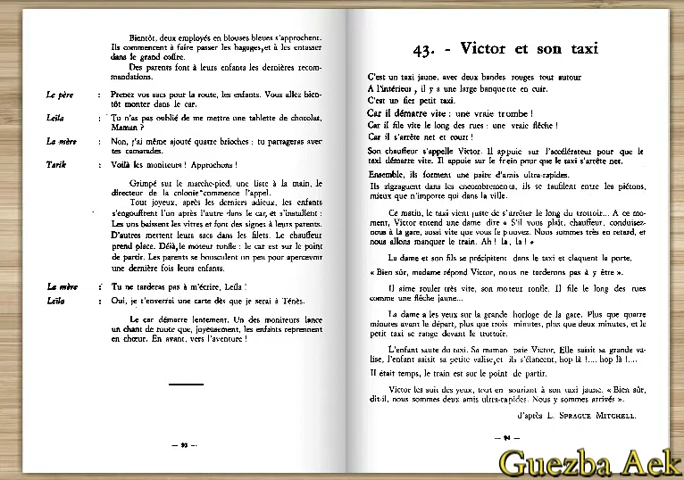 Bientôt, deux employés en blouses bleues s'approchent.
Ils commencent à faire passer les bagages,et à les entasser
dans le grand coffre.
Des parents font à leurs enfants les dernières recom-
mandations.
Le père : Prenez vos sacs pour la route, les enfants. Vous allez bien-
tôt monter dans le car.
Leïla : Tu n'as pas oublié de me mettre une tablette de chocolat,
Maman ?
La mère : Non, j'ai même ajouté quatre brioches : tu partageras avec
tes camarades.
Tarik : Voilà les moniteurs ! Approchons !
Grimpé sur le marche-pied, une liste à la main, le
directeur de la colonie commence l'appel.
Tout joyeux, après les derniers adieux, les enfants
s'engouffrent l'un après l'autre dans le car, et s'installent :
Les uns baissent les vitres et font des signes à leurs parents.
D'autres mettent leurs sacs dans les filets. Le chauffeur
prend place. Déjà, le moteur ronfle : le car est sur le point
de partir. Les parents se bousculent un peu pour apercevoir
une dernière fois leurs enfants.
La mère : Tu ne tarderas pas à m'écrire, Leïla !
Leïla : Oui, je t'enverrai une carte dès que je serai à Ténès.
Le car démarre lentement. Un des moniteurs lance
un chant de route que, joyeusement, les enfants reprennent
en chœur. En avant, vers l'aventure !
— 93 —
43. - Victor et son taxi
C'est un taxi jaune, avec deux bandes rouges tout autour
A l'intérieur, il y a une large banquette en cuir.
C'est un fier petit taxi.
Car il démarre vite : une vraie trombe !
Car il file vite le long des rues : une vraie flèche !
Car il s'arrête net et court !
Son chauffeur s'appelle Victor. Il appuie sur l'accélérateur pour que le
taxi démarre vite. Il appuie sur le frein pour que le taxi s'arrête net.
Ensemble, ils forment une paire d'amis ultra-rapides.
Ils zigzaguent dans les encombrements, ils se faufilent entre les piétons,
mieux que n'importe qui dans la ville.
Ce matin, le taxi vient juste de s'arrêter le long du trottoir... A ce mo-
ment, Victor entend une dame dire « S'il vous plaît, chauffeur, conduisez-
nous à la gare, aussi vite que vous le pouvez. Nous sommes très en retard, et
nous allons manquer le train. Ah ! la, la ! »
La dame et son fils se précipitent dans le taxi et claquent la porte.
« Bien sûr, madame répond Victor, nous ne tarderons pas à y être ».
Il aime rouler très vite, son moteur ronfle. Il file le long des rues
comme une flèche jaune...
La dame a les yeux sur la grande horloge de la gare. Plus que quatre
minutes avant le départ, plus que trois minutes, plus que deux minutes, et le
petit taxi se range devant le trottoir.
L'enfant saute du taxi. Sa maman paie Victor. Elle saisit sa grande va-
lise, l'enfant saisit sa petite valise,et ils s'élancent, hop là !.... hop là !....
Il était temps, le train est sur le point de partir.
Victor les suit des yeux, tout en souriant à son taxi jaune. « Bien sûr,
dit-il, nous sommes deux amis ultra-rapides. Nous y sommes arrivés ».
d'après L. SPRAGUE MITCHELL.
— 94 —
Guezba Aek